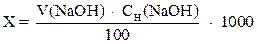 X = V(NaOH) · Cн(NaOH) / 100 · 1000